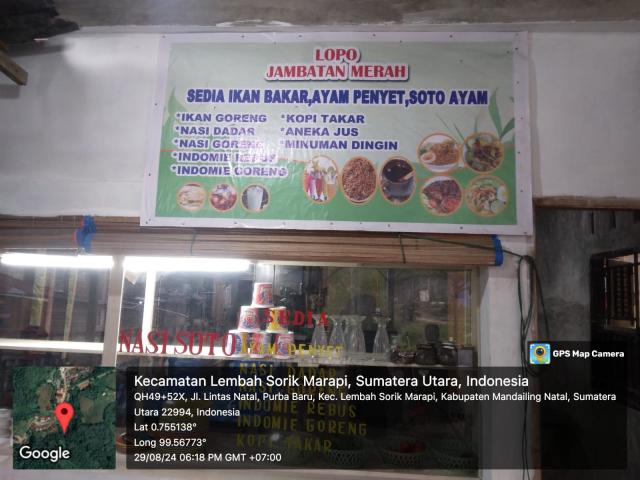 LOPO
JAMBATAN MERAH
SEDIA IKAN BAKAR,AYAM PENYET,SOTO AYAM
*IKAN GORENG
*NASI DADAR
*NASI GORENG
*INDOMIE REBUS
*INDOMIE GORENG
*KOPI TAKAR
*ANEKA JUS
*MINUMAN DINGIN
SEDIA
NASI SOTO
PENYET
NASI DADAR
INDOMIE REBUS
INDOMIE GORENG
KOPI TAKAR
GPS Map Camera
Kecamatan Lembah Sorik Marapi, Sumatera Utara, Indonesia
QH49+52X, Jl. Lintas Natal, Purba Baru, Kec. Lembah Sorik Marapi, Kabupaten Mandailing Natal, Sumatera
Utara 22994, Indonesia
Lat 0.755138°
Long 99.56773°
29/08/24 06:18 PM GMT +07:00
Google